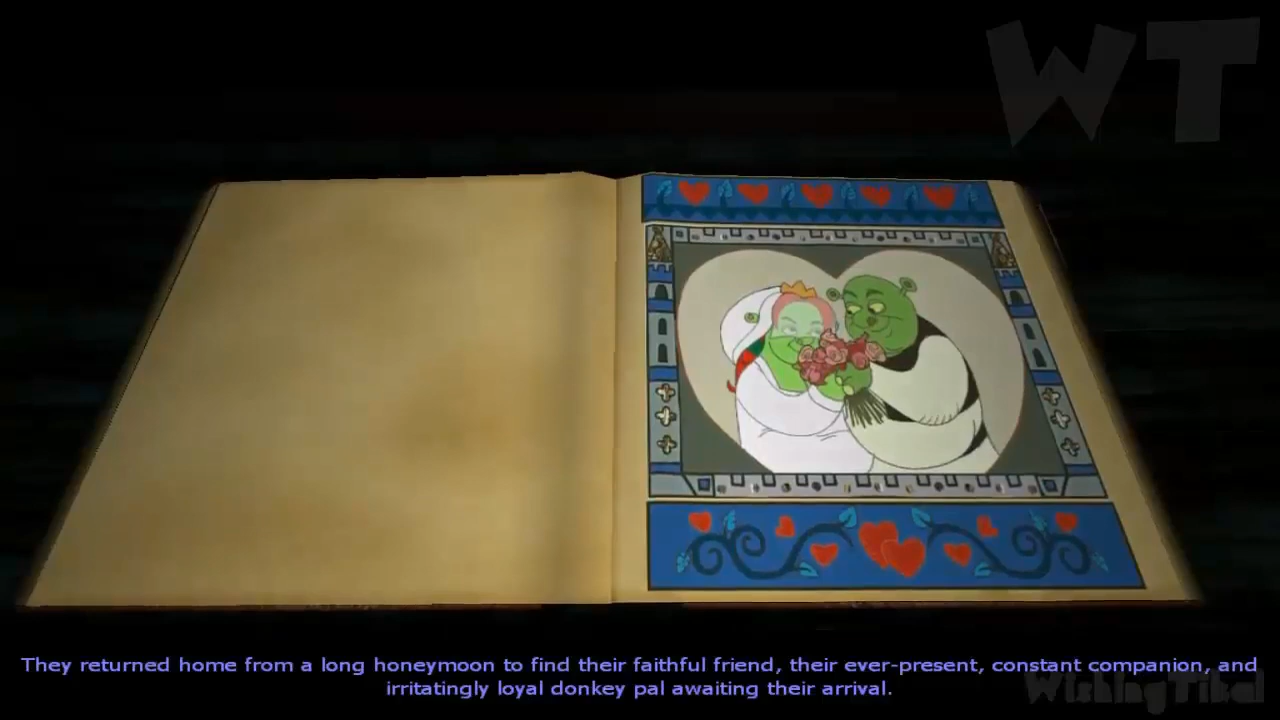 WT
They returned home from a long honeymoon to find their faithful friend, their ever-present, constant companion, and
irritatingly loyal donkey pal awaiting their arrival.
WishingTikal